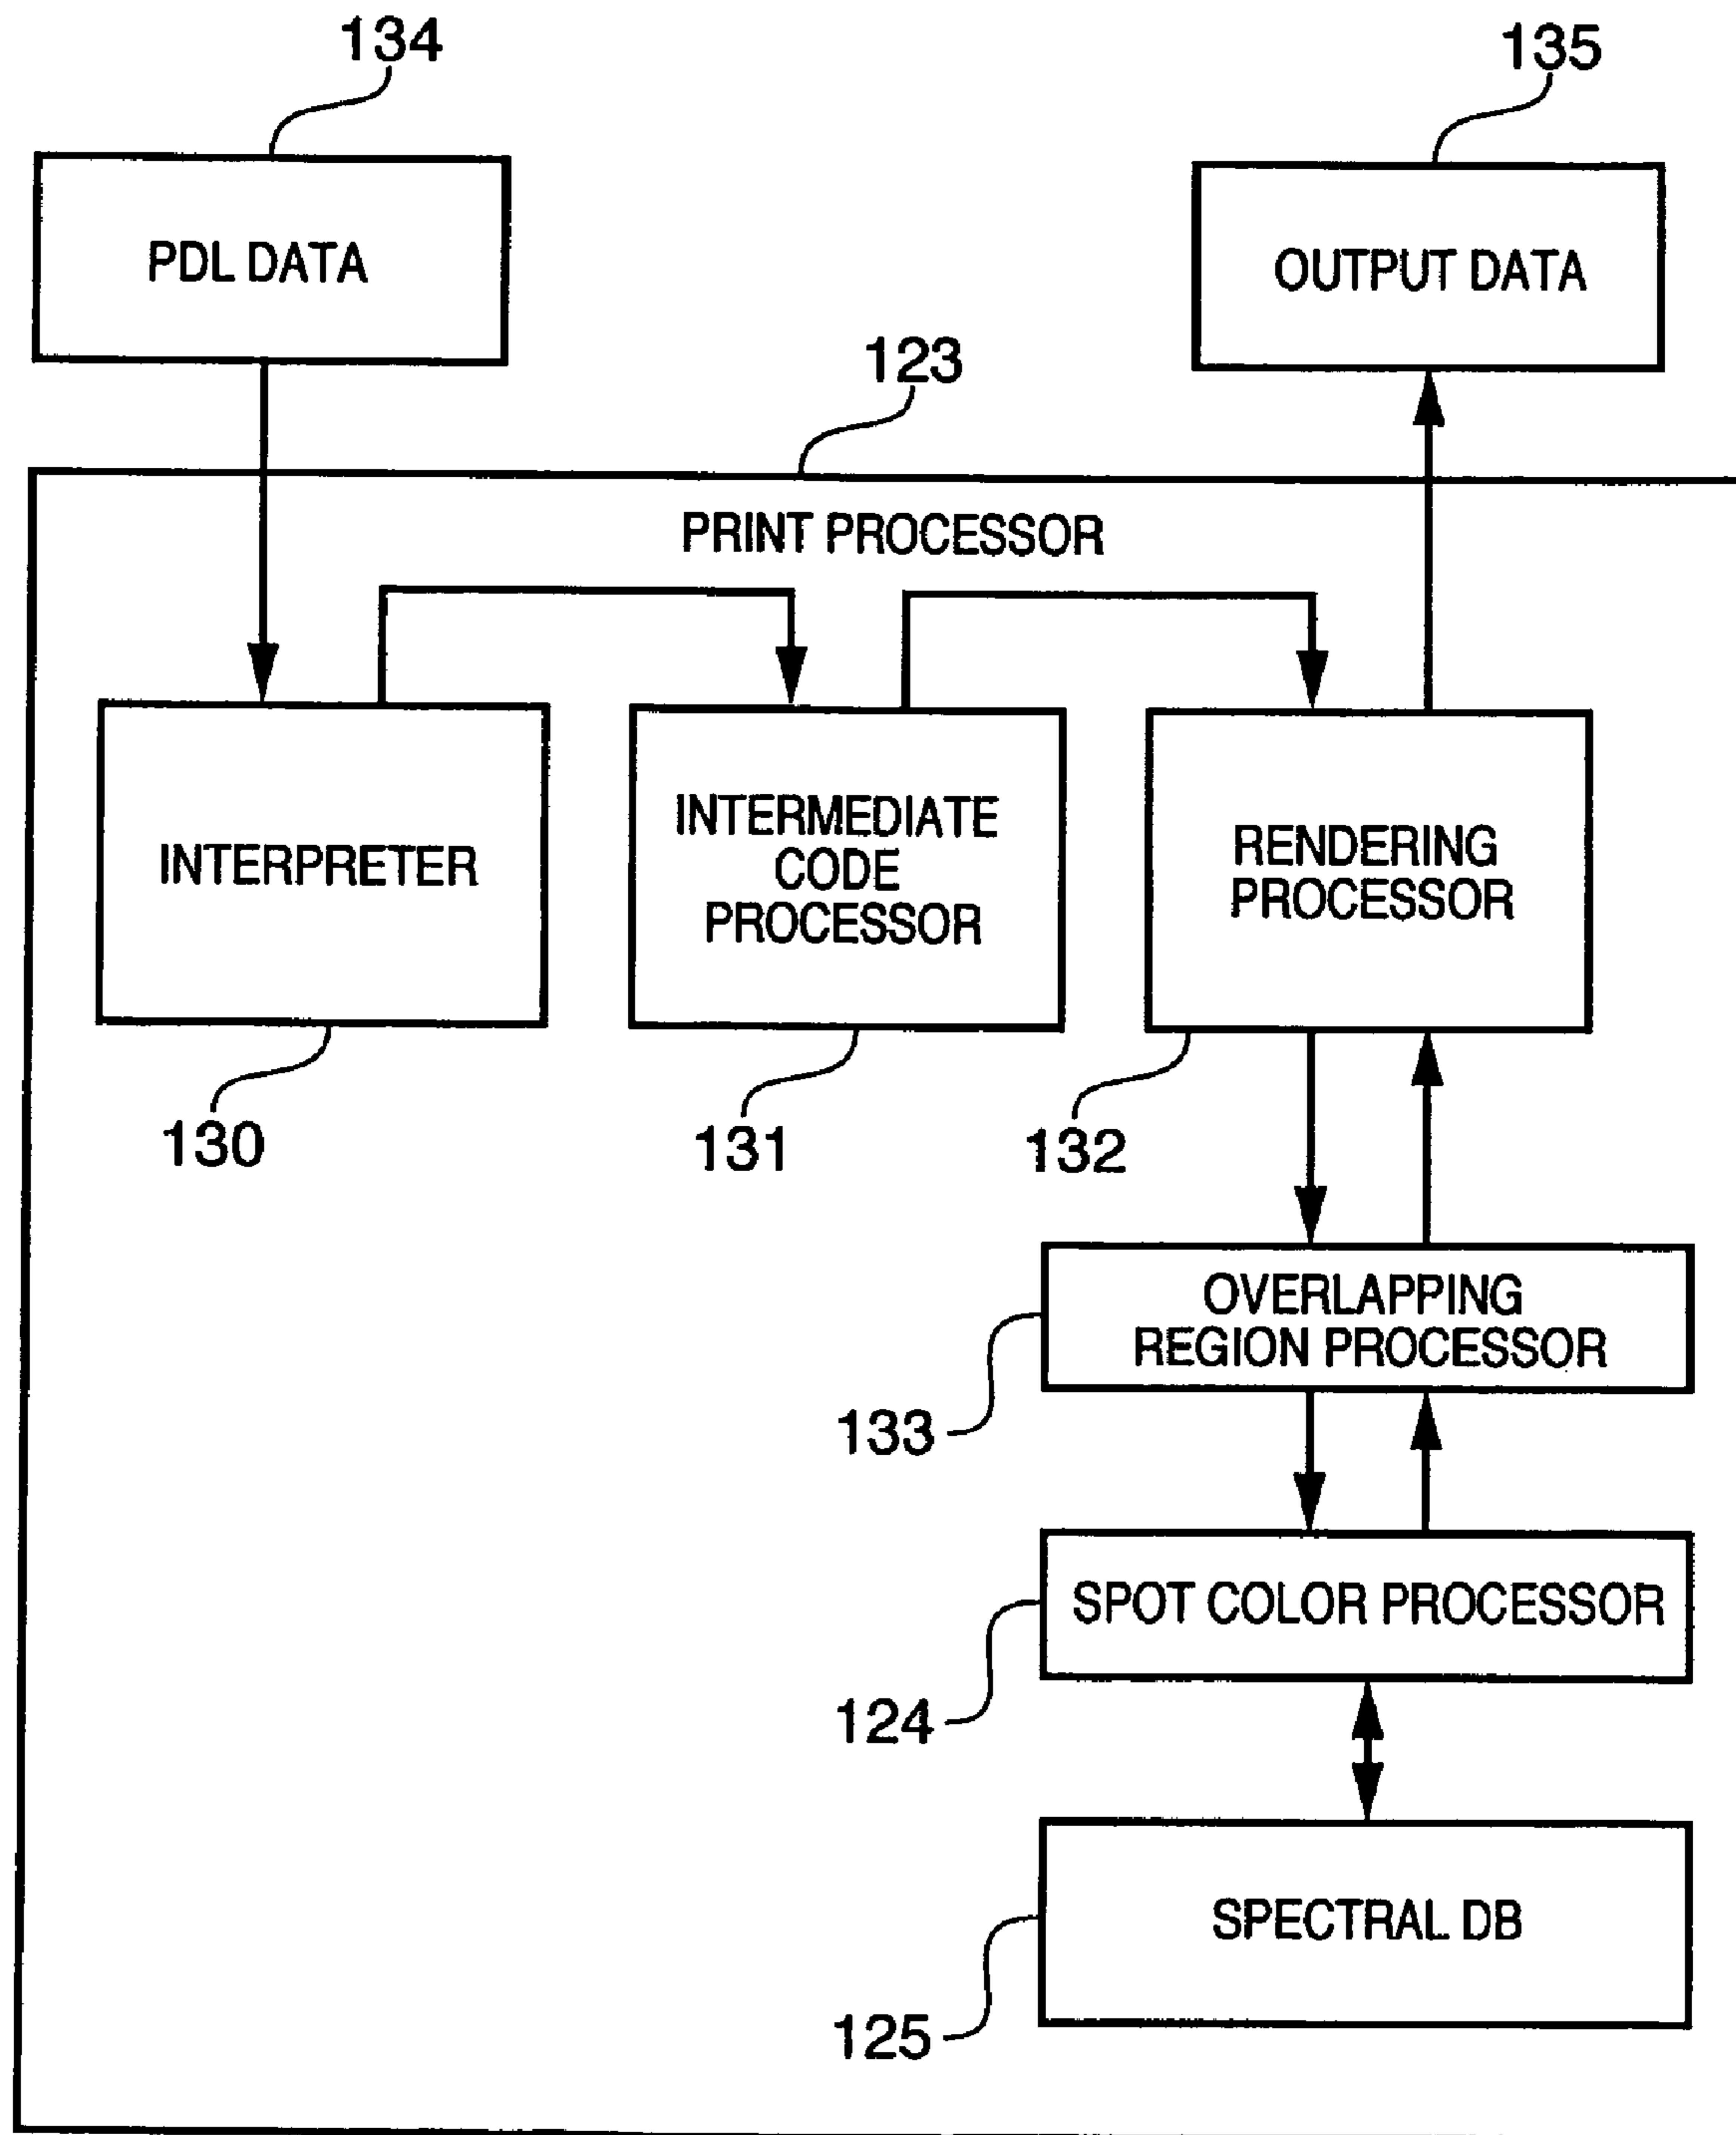 134
135
PDL DATA
OUTPUT DATA
123
PRINT PROCESSOR
INTERPRETER
INTERMEDIATE
CODE
PROCESSOR
RENDERING
PROCESSOR
130
131
132
OVERLAPPING
REGION PROCESSOR
133
SPOT COLOR PROCESSOR
124
SPECTRAL DB
125